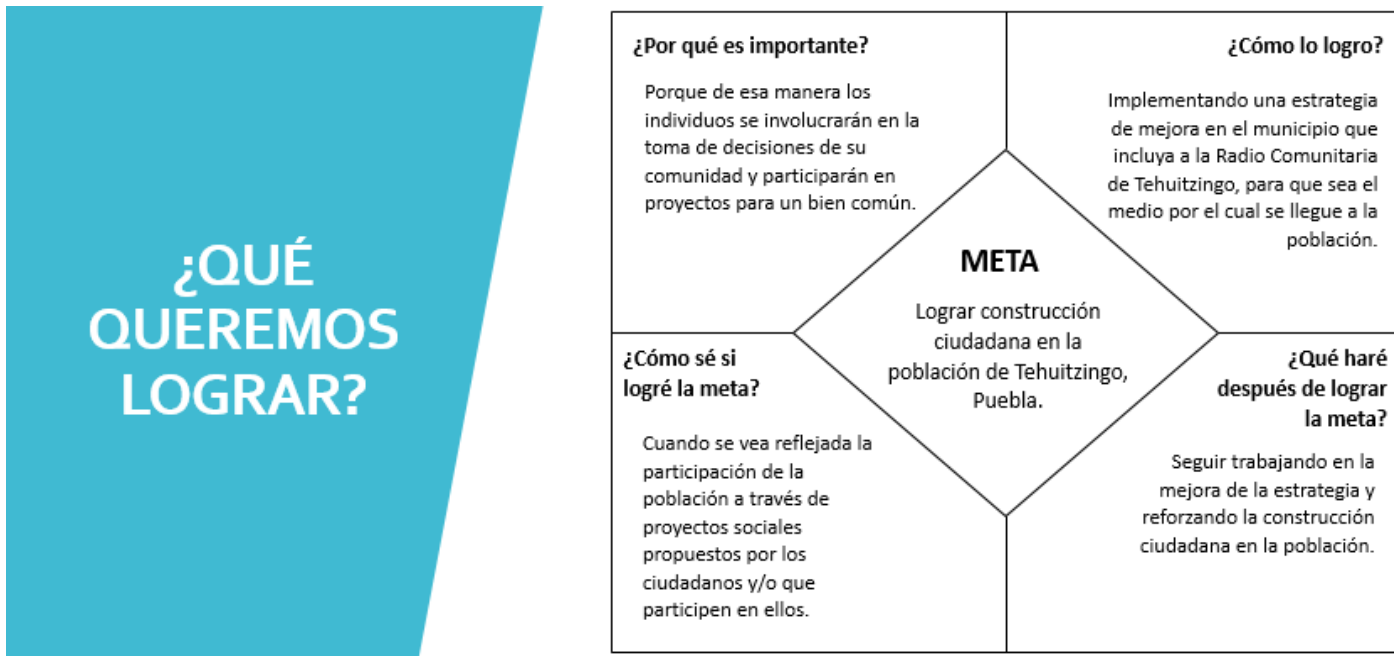 ¿QUÉ
QUEREMOS
LOGRAR?
¿Por qué es importante?
Porque de esa manera los
individuos se involucrarán en la
toma de decisiones de su
comunidad y participarán en
proyectos para un bien común.
¿Cómo lo logro?
Implementando una estrategia
de mejora en el municipio que
incluya a la Radio Comunitaria
de Tehuitzingo, para que sea el
medio por el cual se llegue a la
población.
META
Lograr construcción
ciudadana en la
población de Tehuitzingo,
Puebla.
¿Cómo sé si
logré la meta?
Cuando se vea reflejada la
participación de la
población a través de
proyectos sociales
propuestos por los
ciudadanos y/o que
participen en ellos.
¿Qué haré
después de lograr
la meta?
Seguir trabajando en la
mejora de la estrategia y
reforzando la construcción
ciudadana en la población.